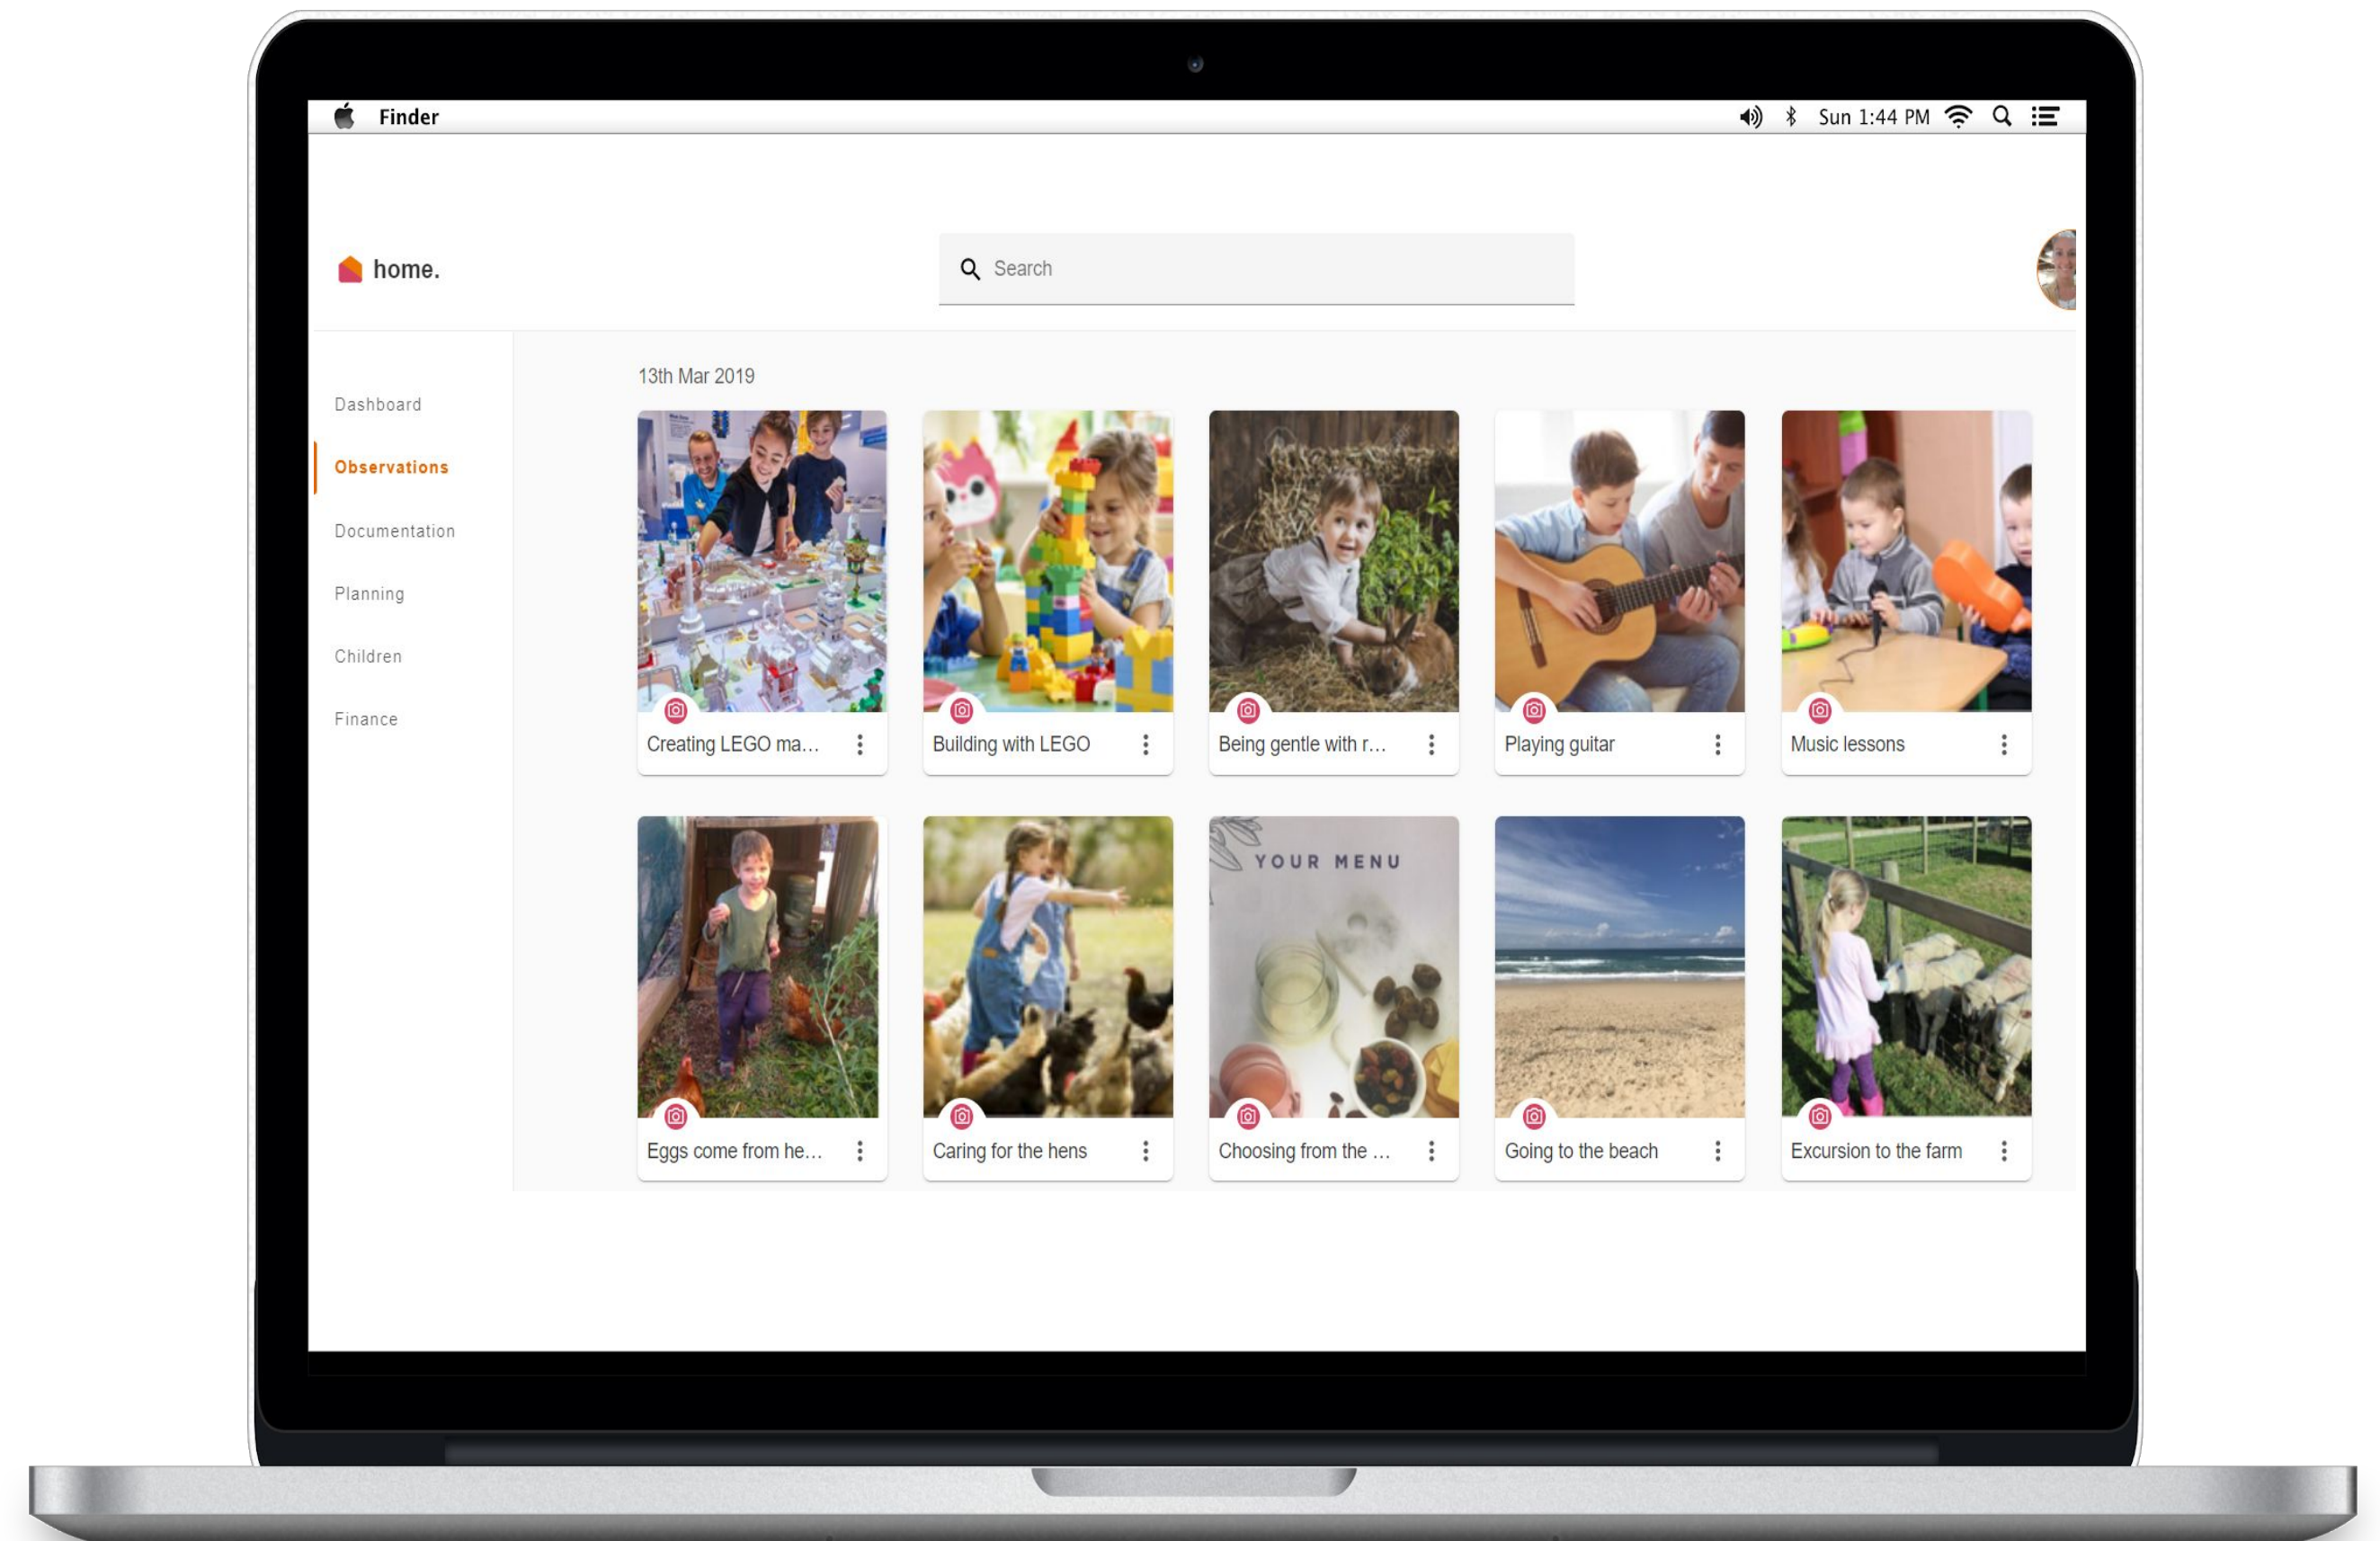 Finder
Sun 1:44 PM
home.
Search
Dashboard
Observations
Documentation
Planning
Children
Finance
13th Mar 2019
Creating LEGO ma...
Building with LEGO
Being gentle with r...
Playing guitar
Music lessons
YOUR MENU
Eggs come from he...
Caring for the hens
Choosing from the ...
Going to the beach
Excursion to the farm